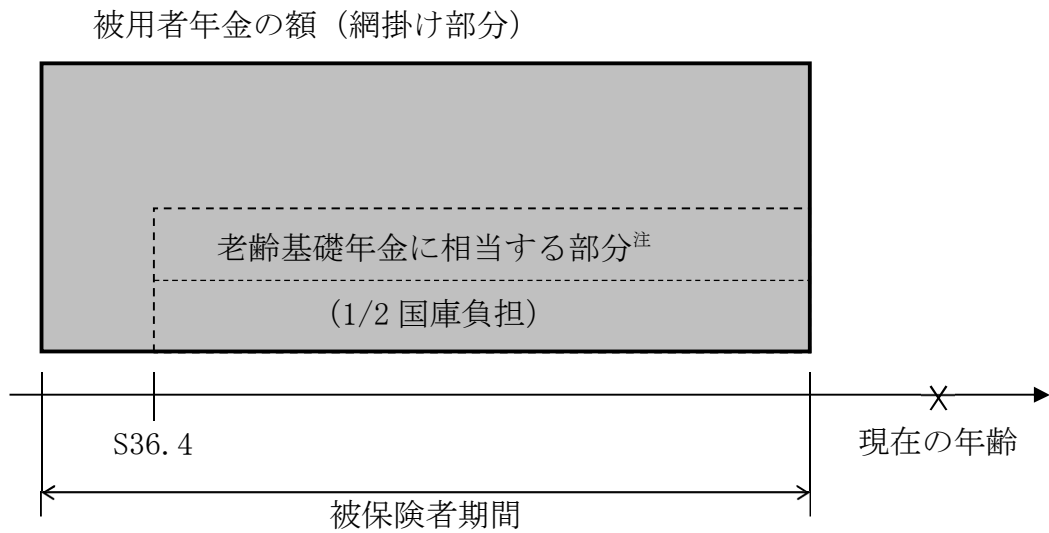 被用者年金の額（網掛け部分）
老齢基礎年金に相当する部分注
（1/2 国庫負担）
S36.4
現在の年齢
被保険者期間